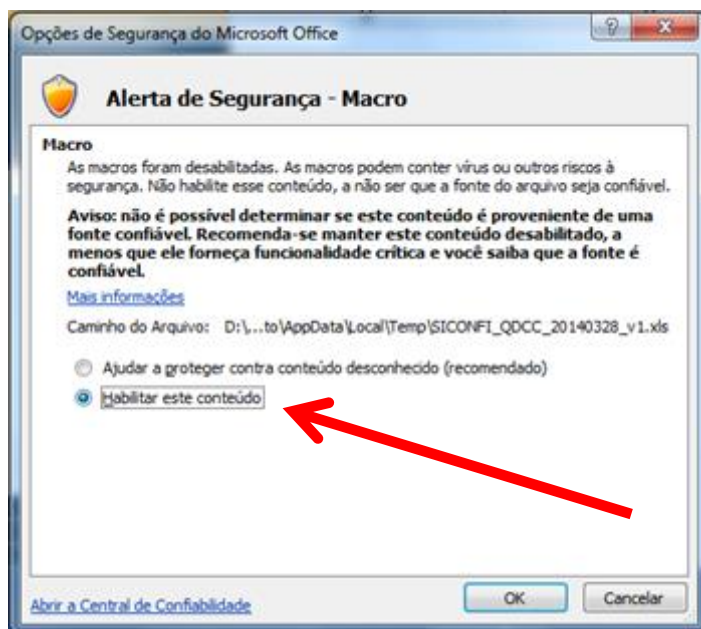 Opções de Segurança do Microsoft Office
Alerta de Segurança - Macro
Macro
As macros foram desabilitadas. As macros podem conter vírus ou outros riscos à
segurança. Não habilite esse conteúdo, a não ser que a fonte do arquivo seja confiável.
Aviso: não é possível determinar se este conteúdo é proveniente de uma
fonte confiável. Recomenda-se manter este conteúdo desabilitado, a
menos que ele forneça funcionalidade crítica e você saiba que a fonte é
confiável.
Mais informações
Caminho do Arquivo: D:\...to\AppData\Local\Temp\SICONFI_QDCC_20140328_v1.xls
Ajudar a proteger contra conteúdo desconhecido (recomendado)
Habilitar este conteúdo
Abrir a Central de Confiabilidade
OK
Cancelar